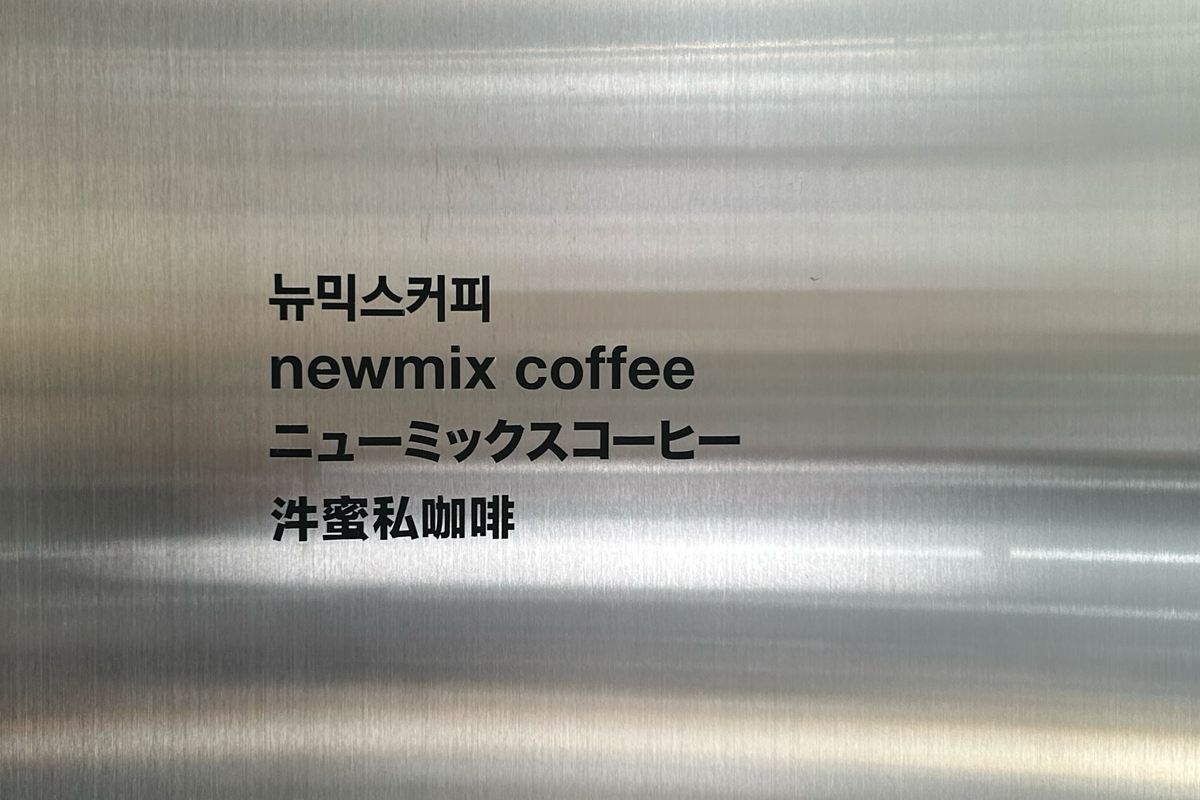 뉴믹스커피
newmix coffee
ニューミックスコーヒー
汼蜜私咖啡